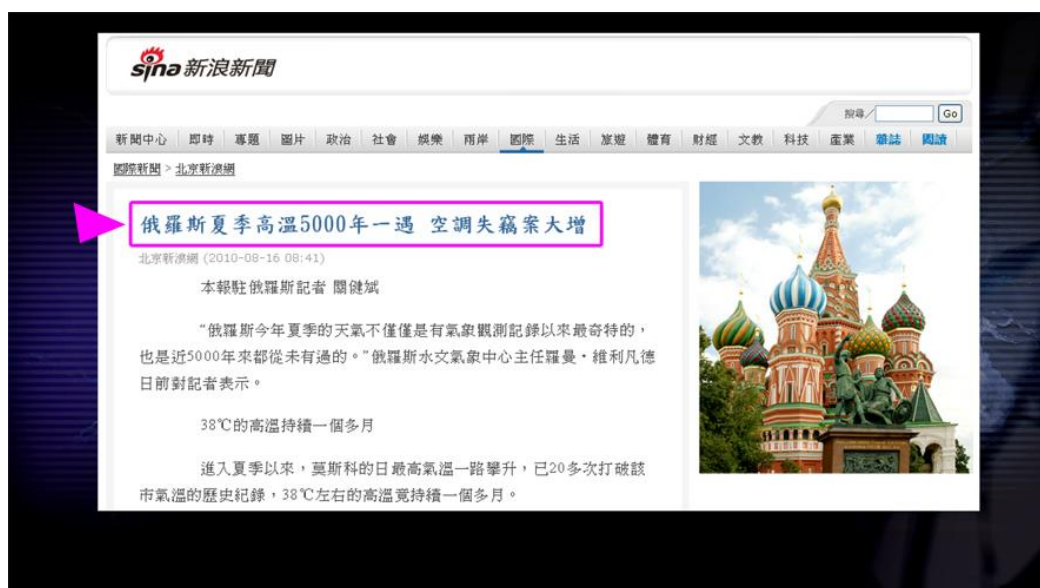 sina 新浪新聞
搜尋/ Go
新聞中心 即時 專題 圖片 政治 社會 娛樂 兩岸 國際 生活 旅遊 體育 財經 文教 科技 產業 雜誌 閱讀
國際新聞 > 北京新浪網
俄羅斯夏季高溫5000年一遇 空調失竊案大增
北京新浪網 (2010-08-16 08:41)
本報駐俄羅斯記者 關健斌
"俄羅斯今年夏季的天氣不僅僅是有氣象觀測記錄以來最奇特的，
也是近5000年來都從未有過的。"俄羅斯水文氣象中心主任羅曼·維利凡德
日前對記者表示。
38℃的高溫持續一個多月
進入夏季以來，莫斯科的日最高氣溫一路攀升，已20多次打破該
市氣溫的歷史紀錄，38℃左右的高溫竟持續一個多月。